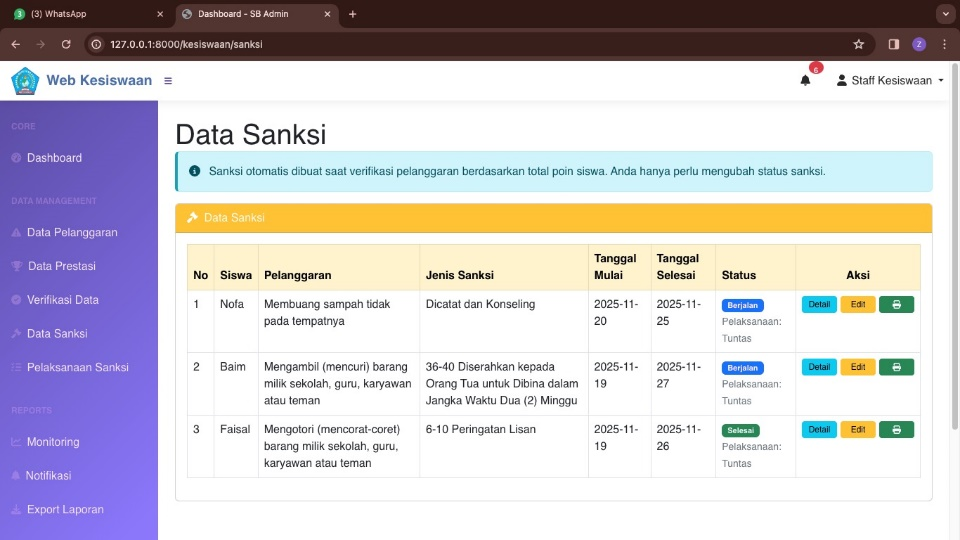 3 (3) WhatsApp
Dashboard - SB Admin
127.0.0.1:8000/kesiswaan/sanksi
Z
Web Kesiswaan
6
Staff Kesiswaan
CORE
Dashboard
DATA MANAGEMENT
Data Pelanggaran
Data Prestasi
Verifikasi Data
Data Sanksi
Pelaksanaan Sanksi
REPORTS
Monitoring
Notifikasi
Export Laporan
Data Sanksi
Sanksi otomatis dibuat saat verifikasi pelanggaran berdasarkan total poin siswa. Anda hanya perlu mengubah status sanksi.
Data Sanksi
No Siswa Pelanggaran Jenis Sanksi Tanggal Mulai Tanggal Selesai Status Aksi
1 Nofa Membuang sampah tidak pada tempatnya Dicatat dan Konseling 2025-11-20 2025-11-25 Berjalan Pelaksanaan: Tuntas Detail Edit
2 Baim Mengambil (mencuri) barang milik sekolah, guru, karyawan atau teman 36-40 Diserahkan kepada Orang Tua untuk Dibina dalam Jangka Waktu Dua (2) Minggu 2025-11-19 2025-11-27 Berjalan Pelaksanaan: Tuntas Detail Edit
3 Faisal Mengotori (mencorat-coret) barang milik sekolah, guru, karyawan atau teman 6-10 Peringatan Lisan 2025-11-19 2025-11-26 Selesai Pelaksanaan: Tuntas Detail Edit